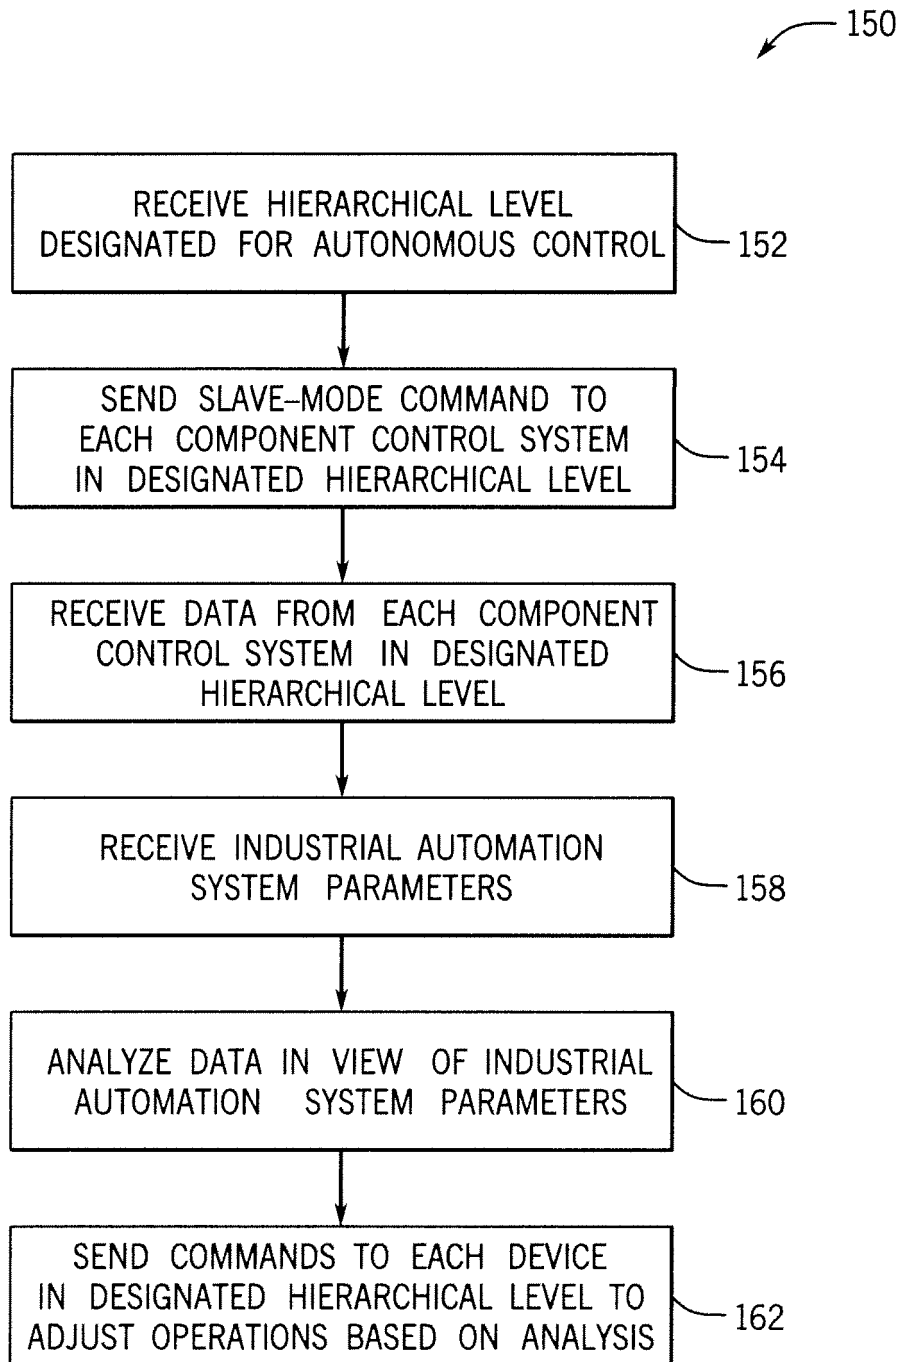 150
RECEIVE HIERARCHICAL LEVEL
DESIGNATED FOR AUTONOMOUS CONTROL
152
SEND SLAVE-MODE COMMAND TO
EACH COMPONENT CONTROL SYSTEM
IN DESIGNATED HIERARCHICAL LEVEL
154
RECEIVE DATA FROM EACH COMPONENT
CONTROL SYSTEM IN DESIGNATED
HIERARCHICAL LEVEL
156
RECEIVE INDUSTRIAL AUTOMATION
SYSTEM PARAMETERS
158
ANALYZE DATA IN VIEW OF INDUSTRIAL
AUTOMATION SYSTEM PARAMETERS
160
SEND COMMANDS TO EACH DEVICE
IN DESIGNATED HIERARCHICAL LEVEL TO
ADJUST OPERATIONS BASED ON ANALYSIS
162